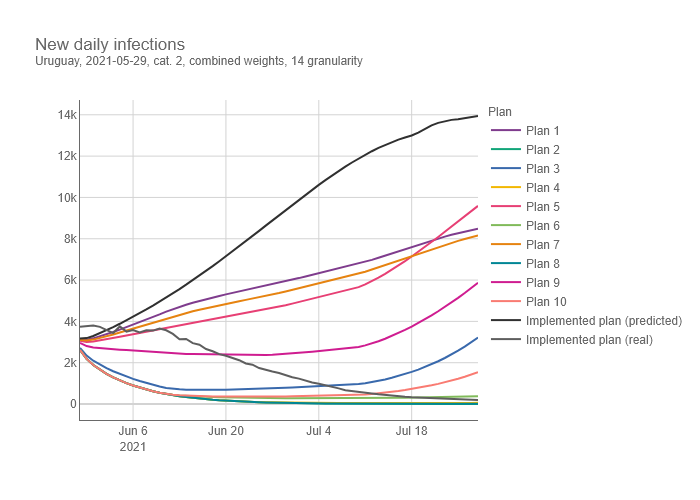 New daily infections
Uruguay, 2021-05-29, cat. 2, combined weights, 14 granularity
14k
12k
10k
8k
6k
4k
2k
0
Jun 6
2021
Jun 20
Jul 4
Jul 18
Plan
Plan 1
Plan 2
Plan 3
Plan 4
Plan 5
Plan 6
Plan 7
Plan 8
Plan 9
Plan 10
Implemented plan (predicted)
Implemented plan (real)